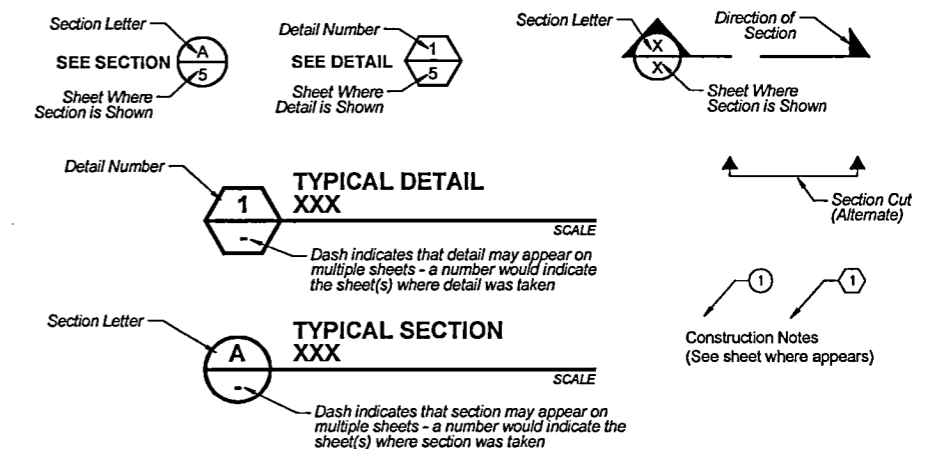 Section Letter
A
SEE SECTION
5
Sheet Where
Section is Shown
Detail Number
1
SEE DETAIL
5
Sheet Where
Detail is Shown
Section Letter
X
X
Sheet Where
Section is Shown
Direction of
Section
Section Cut
(Alternate)
Detail Number
1
-
TYPICAL DETAIL
XXX
SCALE
Dash indicates that detail may appear on
multiple sheets - a number would indicate
the sheet(s) where detail was taken
1
1
Construction Notes
(See sheet where appears)
Section Letter
A
-
TYPICAL SECTION
XXX
SCALE
Dash indicates that section may appear on
multiple sheets - a number would indicate the
sheet(s) where section was taken